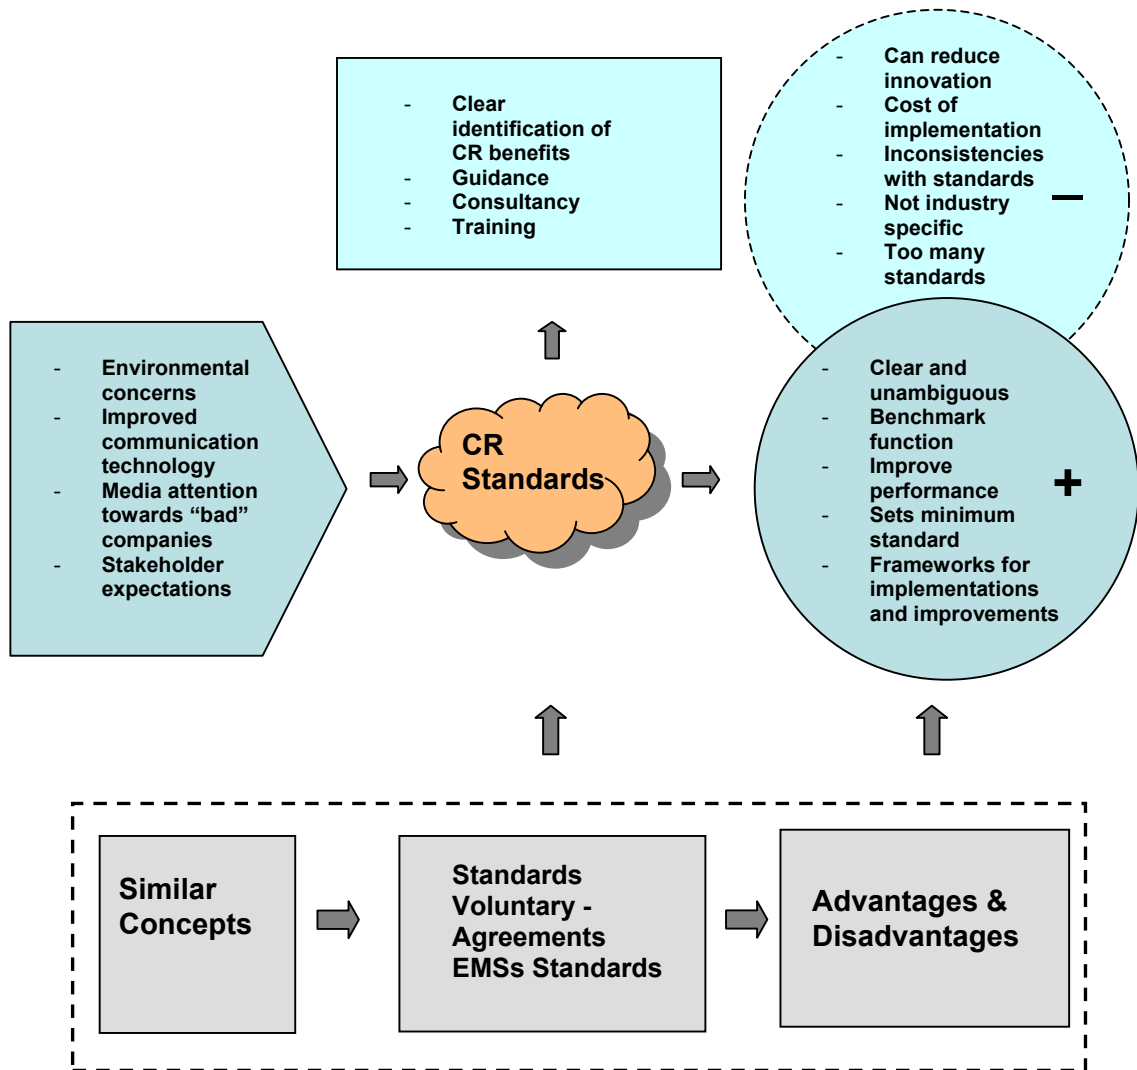 - Clear
identification of
CR benefits
- Guidance
- Consultancy
- Training
- Can reduce
innovation
- Cost of
implementation
- Inconsistencies
with standards
- Not industry
specific
- Too many
standards
–
- Environmental
concerns
- Improved
communication
technology
- Media attention
towards “bad”
companies
- Stakeholder
expectations
CR
Standards
- Clear and
unambiguous
- Benchmark
function
- Improve
performance
- Sets minimum
standard
- Frameworks for
implementations
and improvements
+
Similar
Concepts
Standards
Voluntary -
Agreements
EMSs Standards
Advantages &
Disadvantages